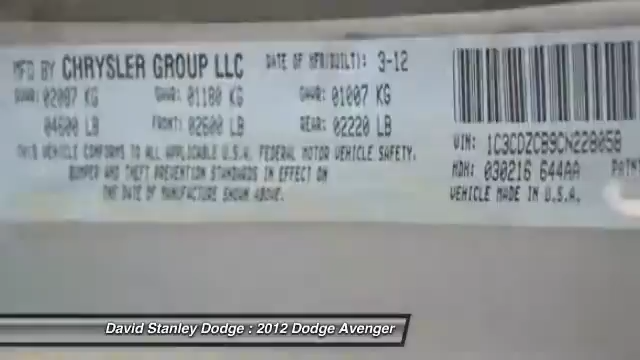 MFD BY CHRYSLER GROUP LLC DATE OF MFR(BUILT): 3-12
GVWR: 02087 KG GAWR: 01180 KG GAWR: 01007 KG
04600 LB FRONT: 02600 LB REAR: 02220 LB
THIS VEHICLE CONFORMS TO ALL APPLICABLE U.S.A. FEDERAL MOTOR VEHICLE SAFETY,
BUMPER AND THEFT PREVENTION STANDARDS IN EFFECT ON
THE DATE OF MANUFACTURE SHOWN ABOVE.
VIN: 1C3CDZCB9CN228058
MDH: 030216 644AA PAINT
VEHICLE MADE IN U.S.A.
David Stanley Dodge : 2012 Dodge Avenger